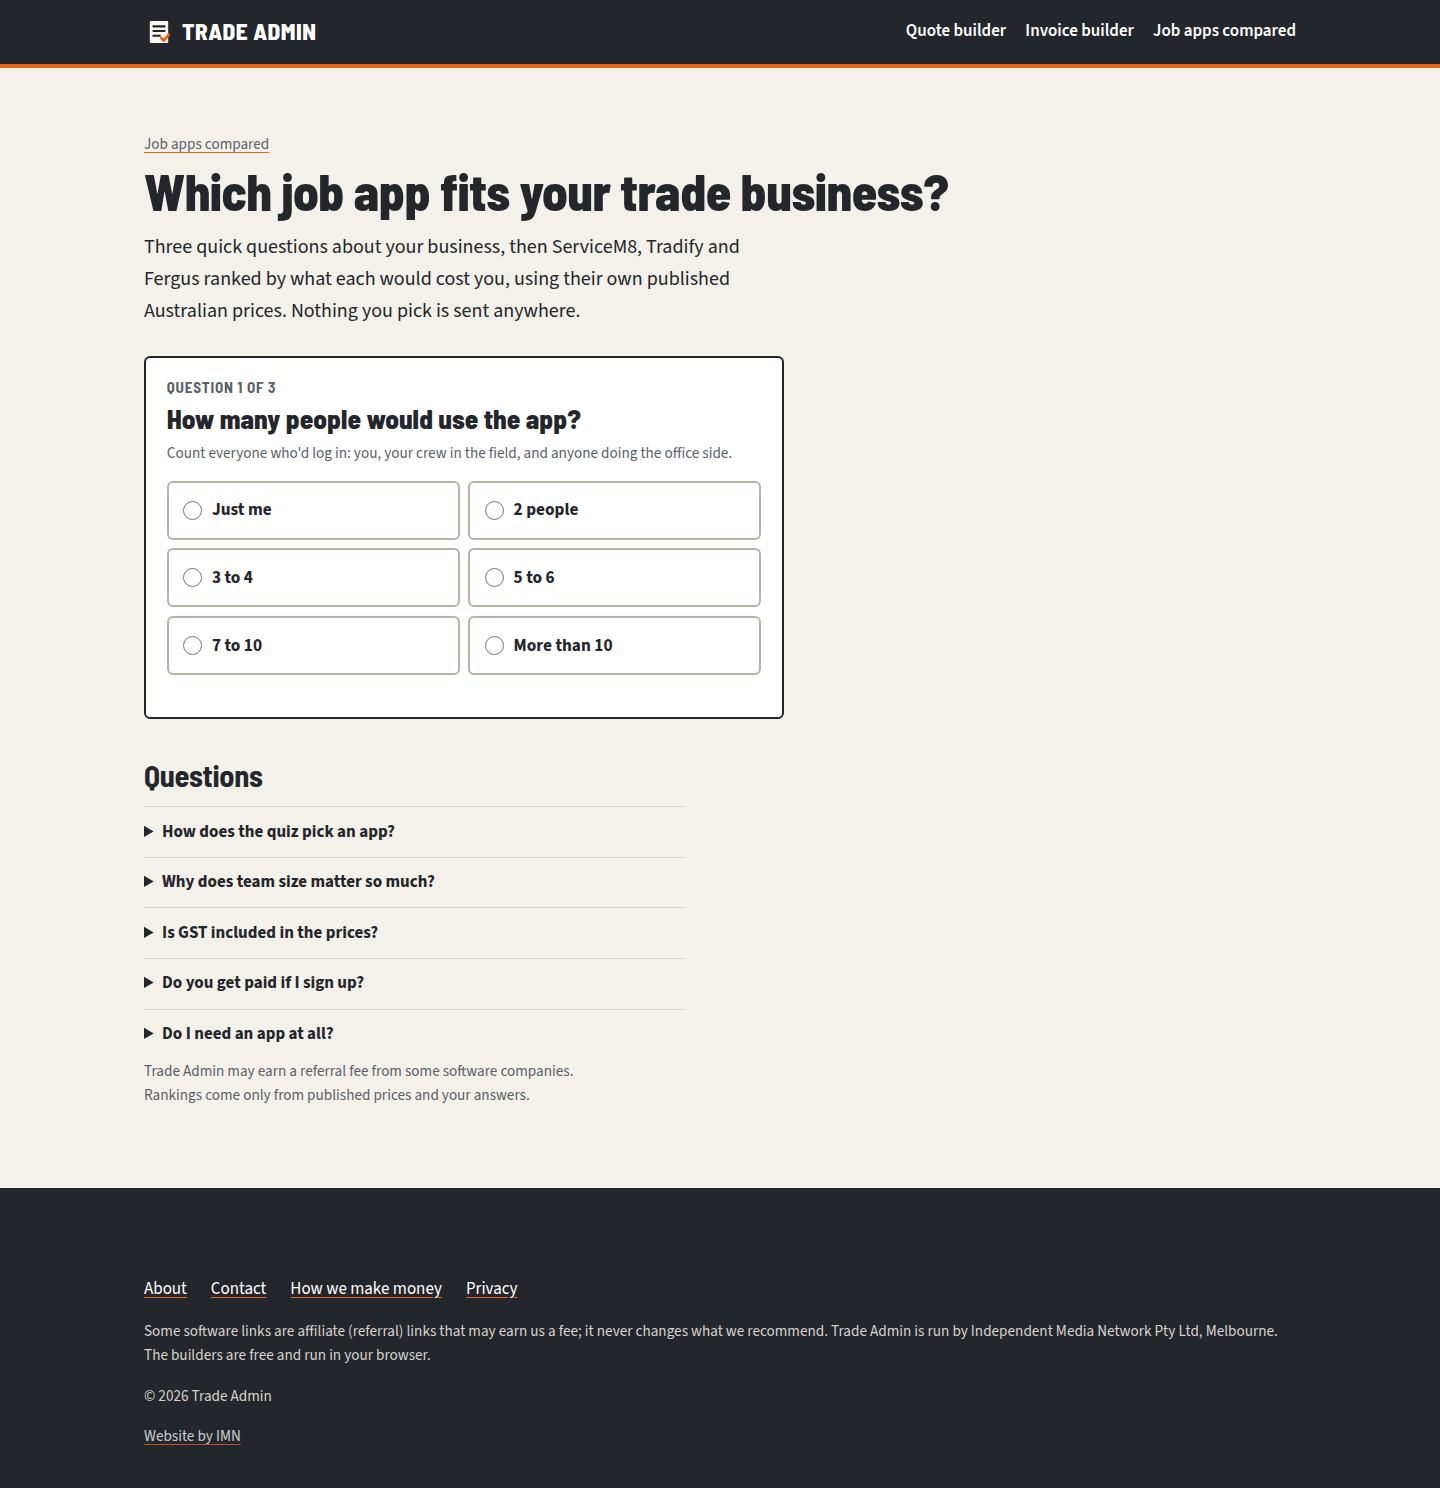 TRADE ADMIN
Quote builder
Invoice builder
Job apps compared
Job apps compared
Which job app fits your trade business?
Three quick questions about your business, then ServiceM8, Tradify and
Fergus ranked by what each would cost you, using their own published
Australian prices. Nothing you pick is sent anywhere.
QUESTION 1 OF 3
How many people would use the app?
Count everyone who'd log in: you, your crew in the field, and anyone doing the office side.
Just me
2 people
3 to 4
5 to 6
7 to 10
More than 10
Questions
How does the quiz pick an app?
Why does team size matter so much?
Is GST included in the prices?
Do you get paid if I sign up?
Do I need an app at all?
Trade Admin may earn a referral fee from some software companies.
Rankings come only from published prices and your answers.
About
Contact
How we make money
Privacy
Some software links are affiliate (referral) links that may earn us a fee; it never changes what we recommend. Trade Admin is run by Independent Media Network Pty Ltd, Melbourne.
The builders are free and run in your browser.
© 2026 Trade Admin
Website by IMN